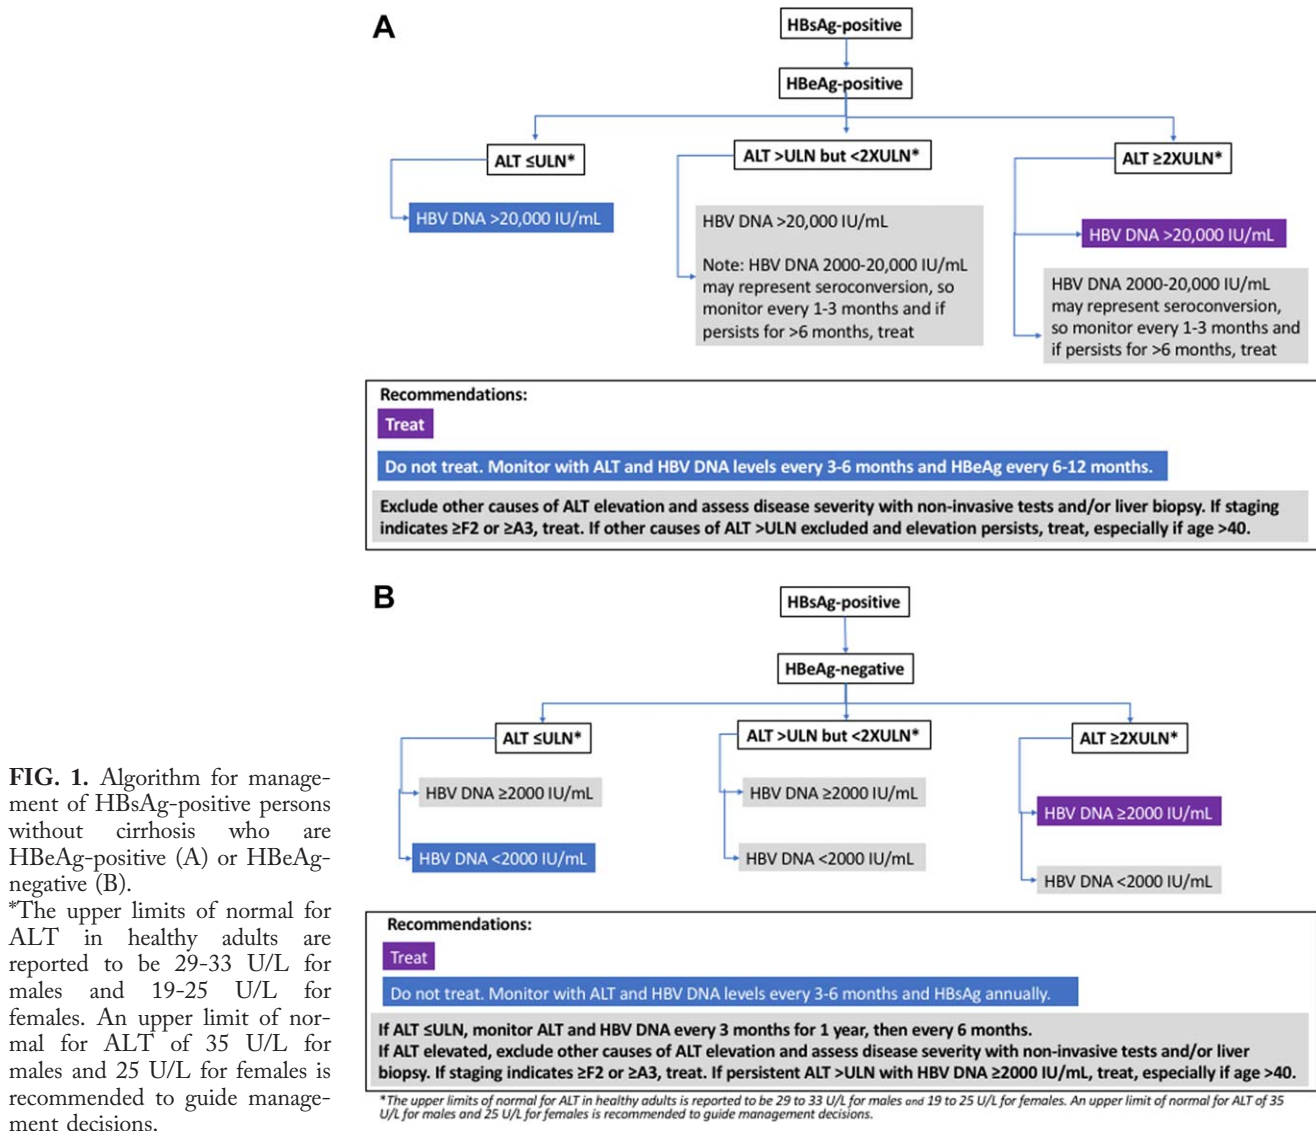 A
HBsAg-positive
HBeAg-positive
ALT ≤ULN*
ALT >ULN but <2XULN*
ALT ≥2XULN*
HBV DNA >20,000 IU/mL
HBV DNA >20,000 IU/mL
Note: HBV DNA 2000-20,000 IU/mL
may represent seroconversion, so
monitor every 1-3 months and if
persists for >6 months, treat
HBV DNA >20,000 IU/mL
HBV DNA 2000-20,000 IU/mL
may represent seroconversion,
so monitor every 1-3 months and
if persists for >6 months, treat
Recommendations:
Treat
Do not treat. Monitor with ALT and HBV DNA levels every 3-6 months and HBeAg every 6-12 months.
Exclude other causes of ALT elevation and assess disease severity with non-invasive tests and/or liver biopsy. If staging
indicates ≥F2 or ≥A3, treat. If other causes of ALT >ULN excluded and elevation persists, treat, especially if age >40.
B
HBsAg-positive
HBeAg-negative
ALT ≤ULN*
ALT >ULN but <2XULN*
ALT ≥2XULN*
HBV DNA ≥2000 IU/mL
HBV DNA <2000 IU/mL
HBV DNA ≥2000 IU/mL
HBV DNA <2000 IU/mL
HBV DNA ≥2000 IU/mL
HBV DNA <2000 IU/mL
Recommendations:
Treat
Do not treat. Monitor with ALT and HBV DNA levels every 3-6 months and HBsAg annually.
If ALT ≤ULN, monitor ALT and HBV DNA every 3 months for 1 year, then every 6 months.
If ALT elevated, exclude other causes of ALT elevation and assess disease severity with non-invasive tests and/or liver
biopsy. If staging indicates ≥F2 or ≥A3, treat. If persistent ALT >ULN with HBV DNA ≥2000 IU/mL, treat, especially if age >40.
*The upper limits of normal for ALT in healthy adults is reported to be 29 to 33 U/L for males and 19 to 25 U/L for females. An upper limit of normal for ALT of 35
U/L for males and 25 U/L for females is recommended to guide management decisions.
FIG. 1. Algorithm for manage-
ment of HBsAg-positive persons
without cirrhosis who are
HBeAg-positive (A) or HBeAg-
negative (B).
*The upper limits of normal for
ALT in healthy adults are
reported to be 29-33 U/L for
males and 19-25 U/L for
females. An upper limit of nor-
mal for ALT of 35 U/L for
males and 25 U/L for females is
recommended to guide manage-
ment decisions.